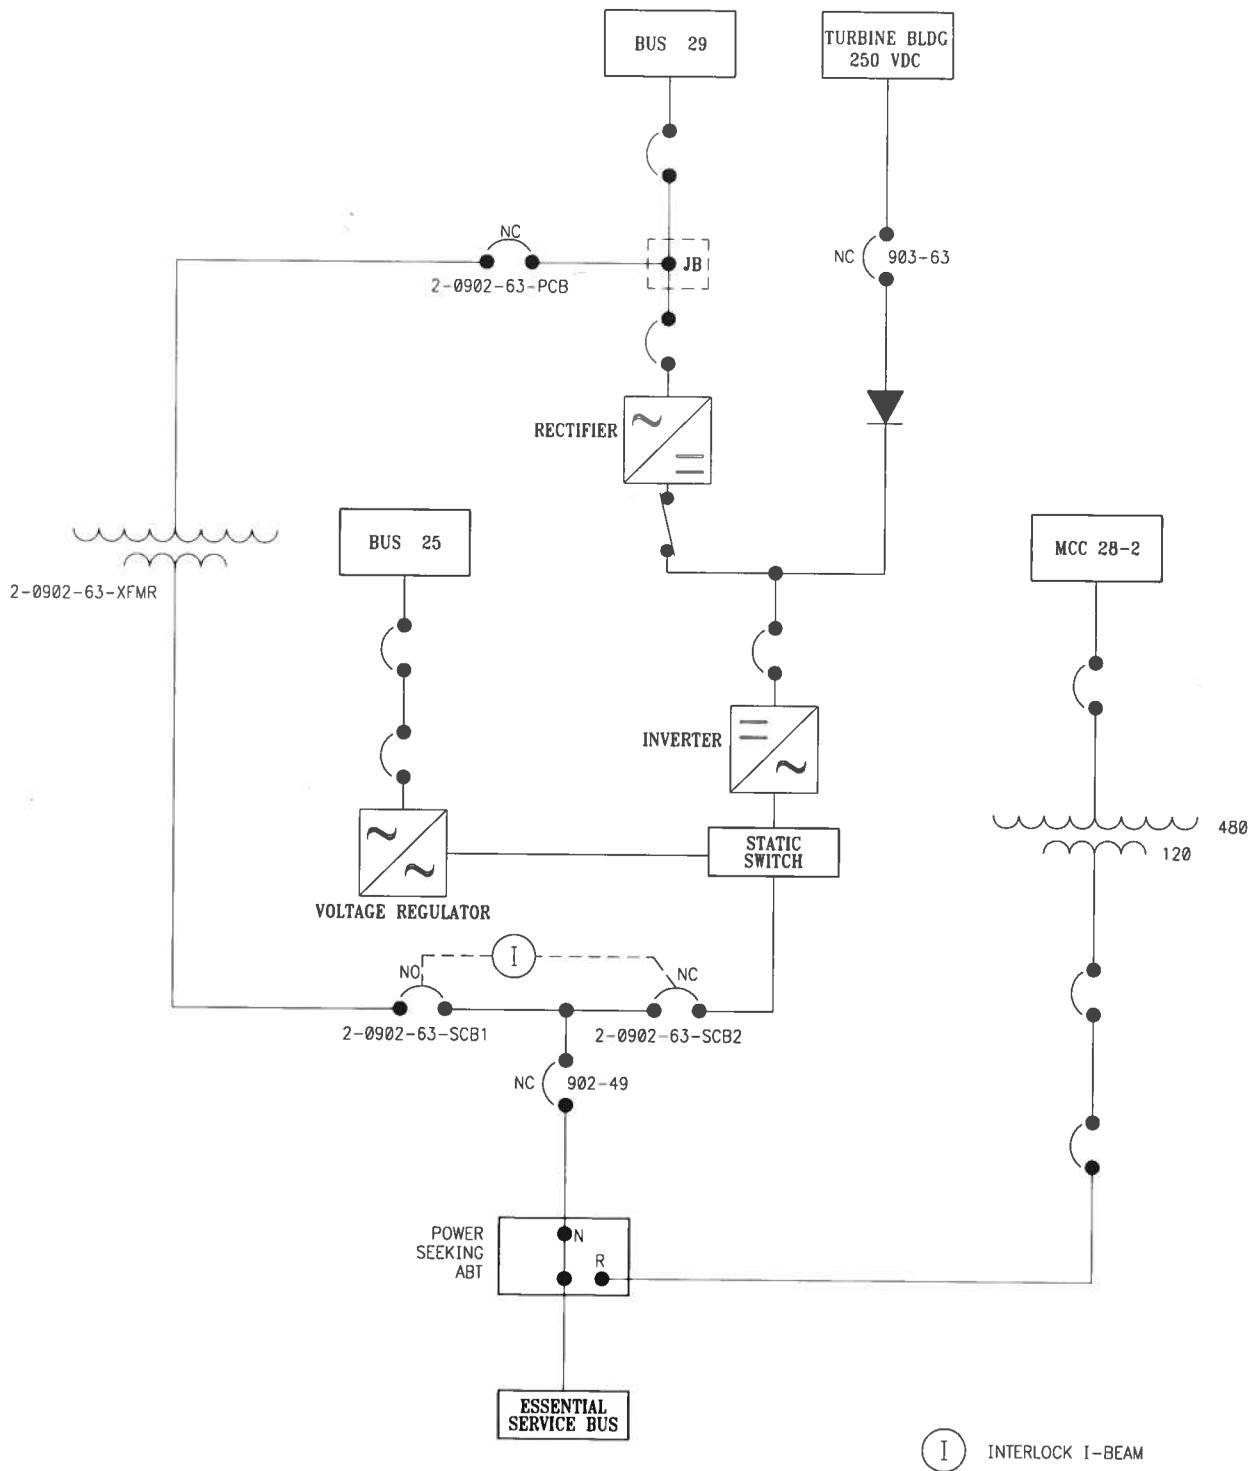 BUS 29
TURBINE BLDG
250 VDC
NC
2-0902-63-PCB
JB
NC
903-63
RECTIFIER
BUS 25
MCC 28-2
2-0902-63-XFMR
INVERTER
480
120
STATIC
SWITCH
VOLTAGE REGULATOR
I
NO
NC
2-0902-63-SCB1
2-0902-63-SCB2
NC
902-49
POWER
SEEKING
ABT
N
R
ESSENTIAL
SERVICE BUS
I
INTERLOCK I-BEAM